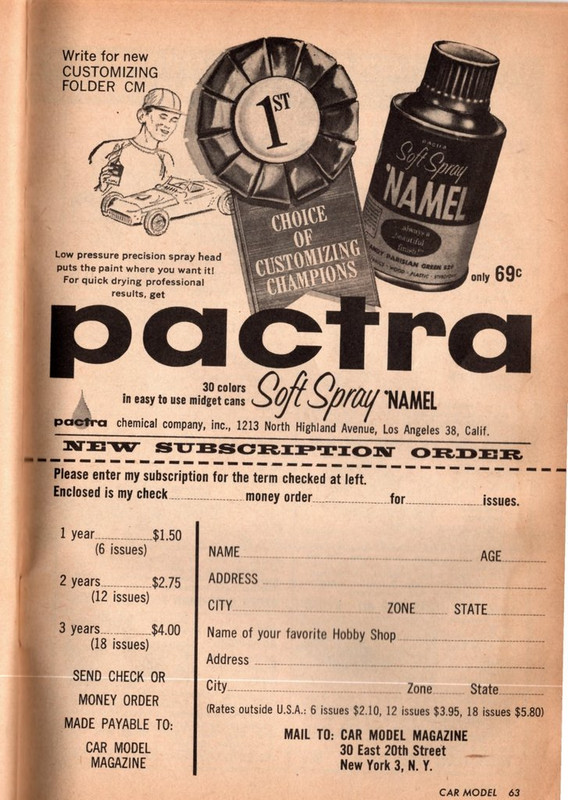 Write for new
CUSTOMIZING
FOLDER CM
1ST
CHOICE
OF
CUSTOMIZING
CHAMPIONS
PACTRA
Soft Spray
'NAMEL
always a
beautiful
finish
CANDY PARISIAN GREEN
only 69c
Low pressure precision spray head
puts the paint where you want it!
For quick drying professional
results, get
pactra
30 colors
in easy to use midget cans
Soft Spray 'NAMEL
pactra chemical company, inc., 1213 North Highland Avenue, Los Angeles 38, Calif.
NEW SUBSCRIPTION ORDER
Please enter my subscription for the term checked at left.
Enclosed is my check money order for issues.
1 year $1.50
(6 issues)
2 years $2.75
(12 issues)
3 years $4.00
(18 issues)
SEND CHECK OR
MONEY ORDER
MADE PAYABLE TO:
CAR MODEL
MAGAZINE
NAME AGE
ADDRESS
CITY ZONE STATE
Name of your favorite Hobby Shop
Address
City Zone State
(Rates outside U.S.A.: 6 issues $2.10, 12 issues $3.95, 18 issues $5.80)
MAIL TO: CAR MODEL MAGAZINE
30 East 20th Street
New York 3, N. Y.
CAR MODEL 63